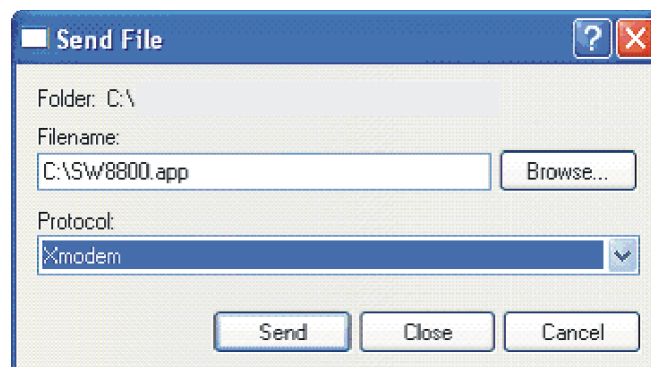 Send File
Folder: C:\
Filename:
C:\SW8800.app
Browse...
Protocol:
Xmodem
Send Close Cancel